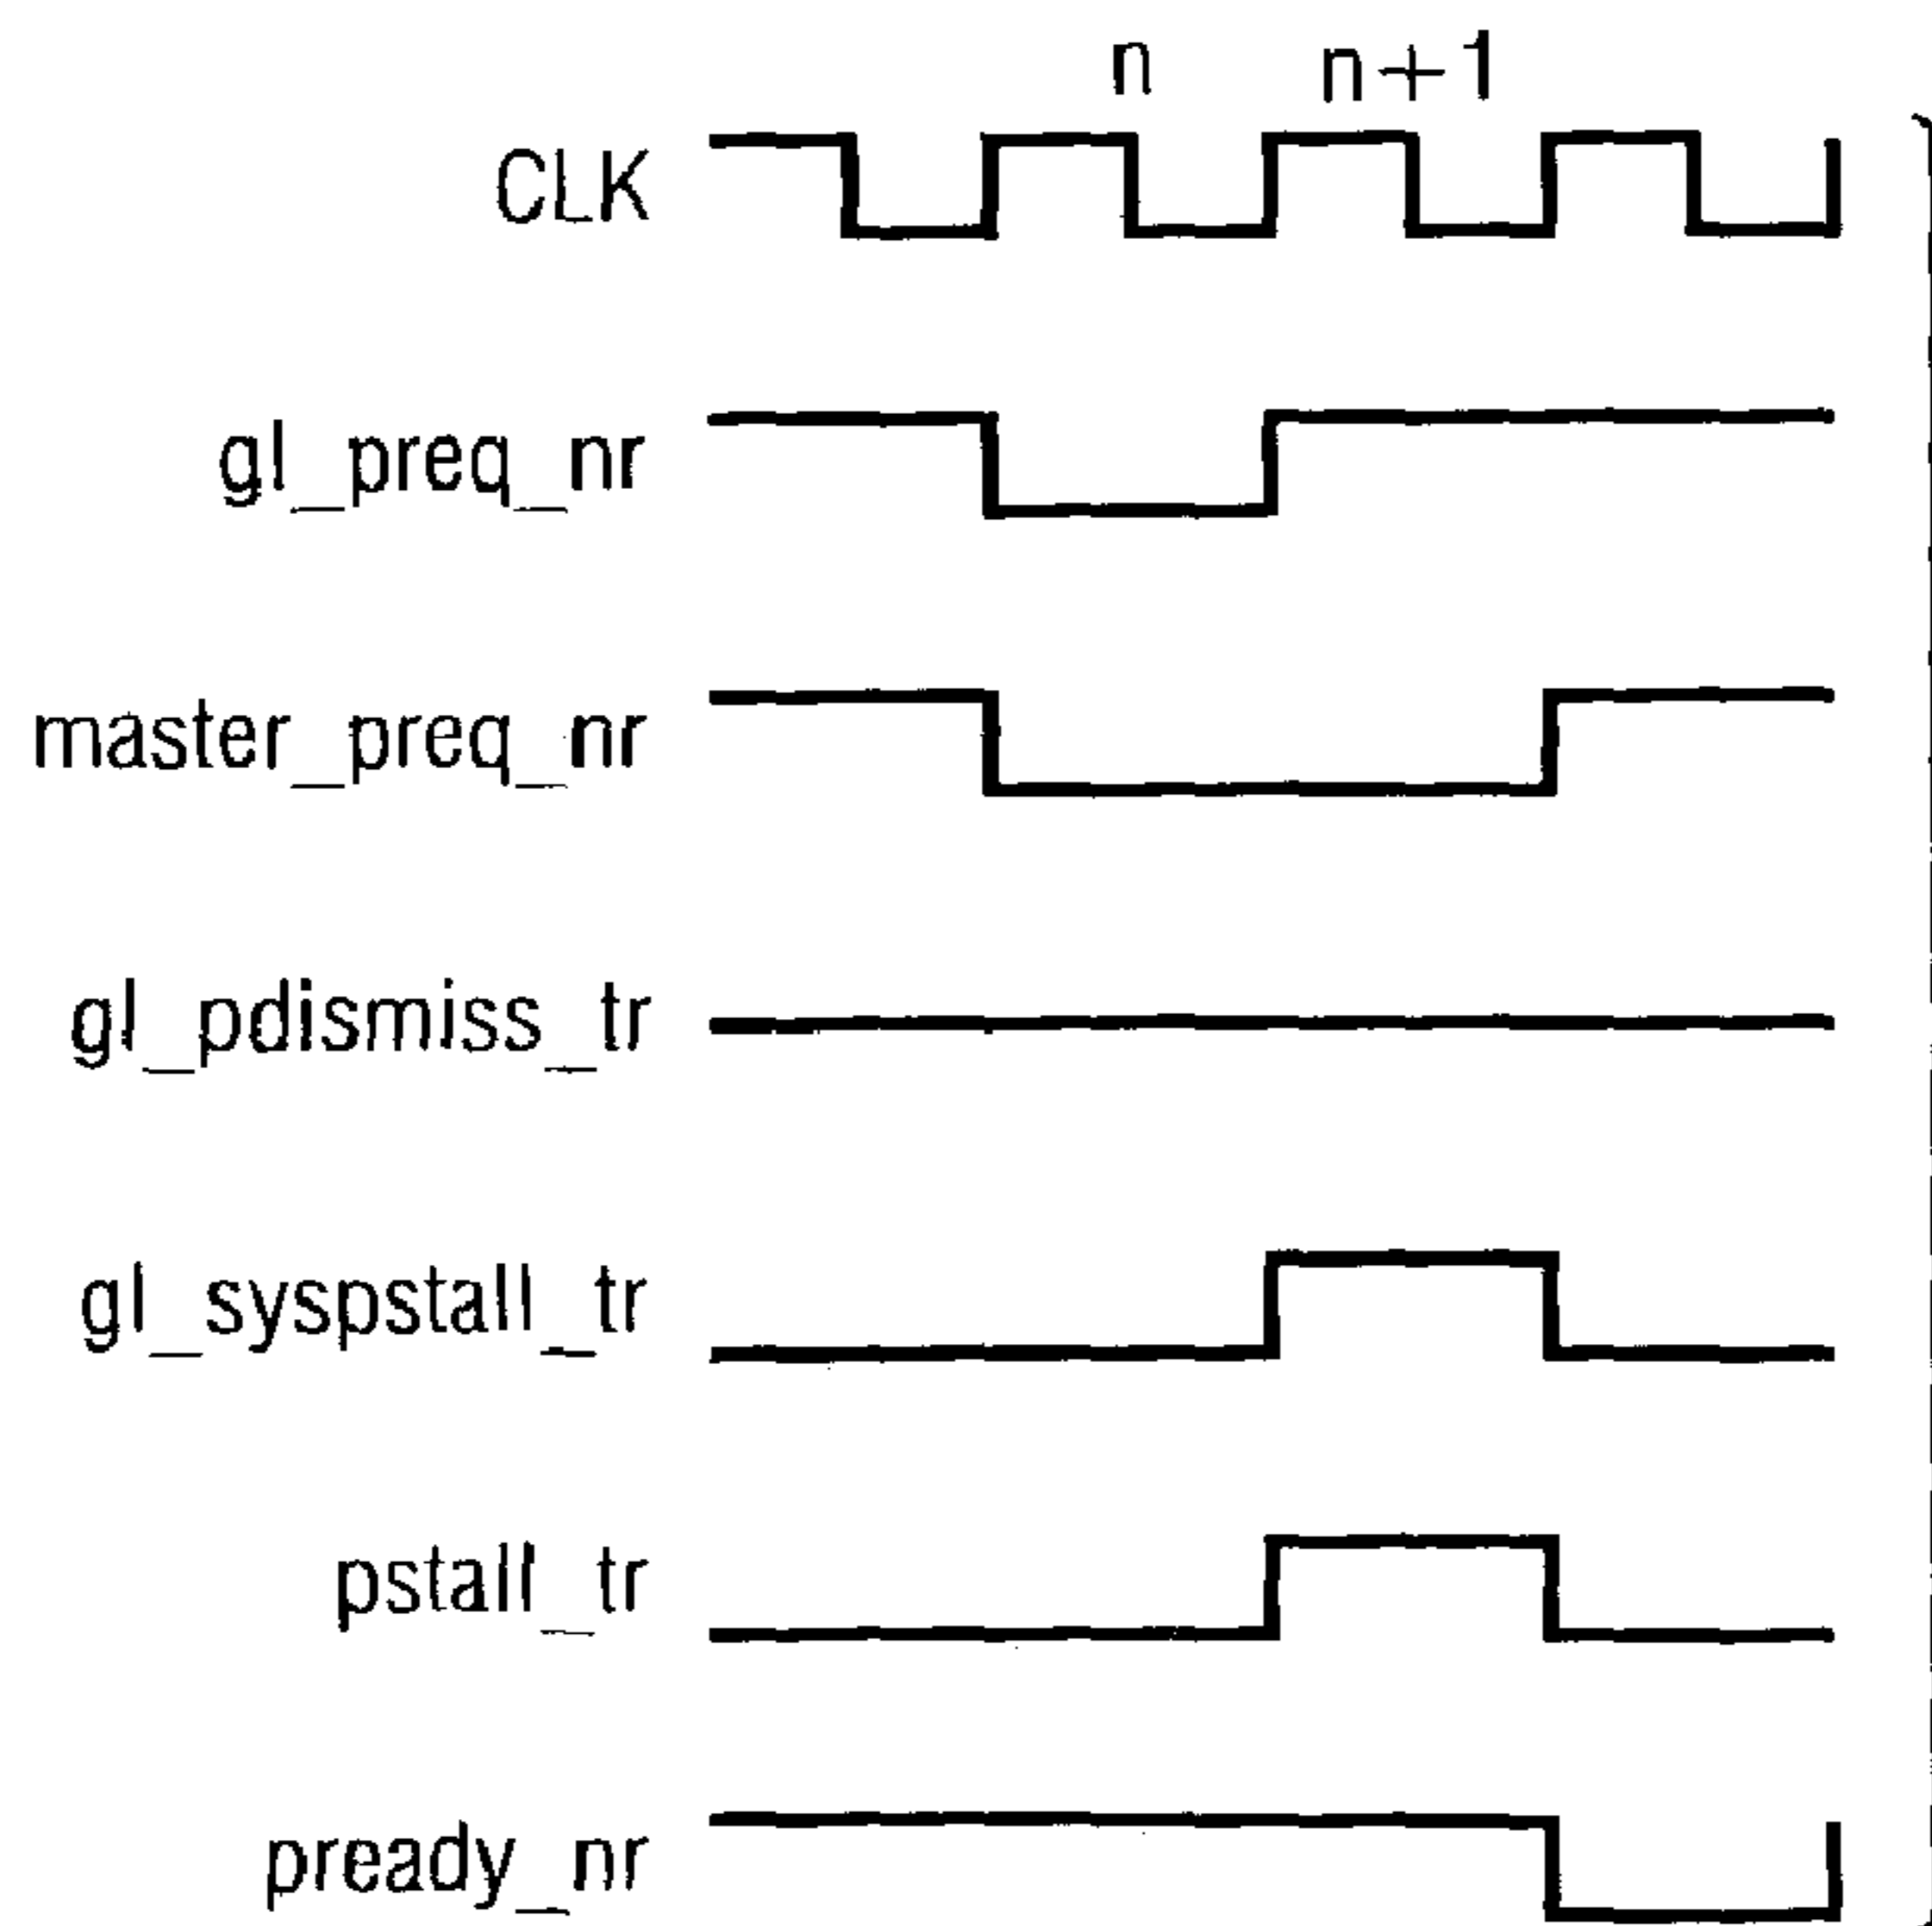 n n+1
CLK
gl_preq_nr
master_preq_nr
gl_pdismiss_tr
gl_syspstall_tr
pstall_tr
pready_nr